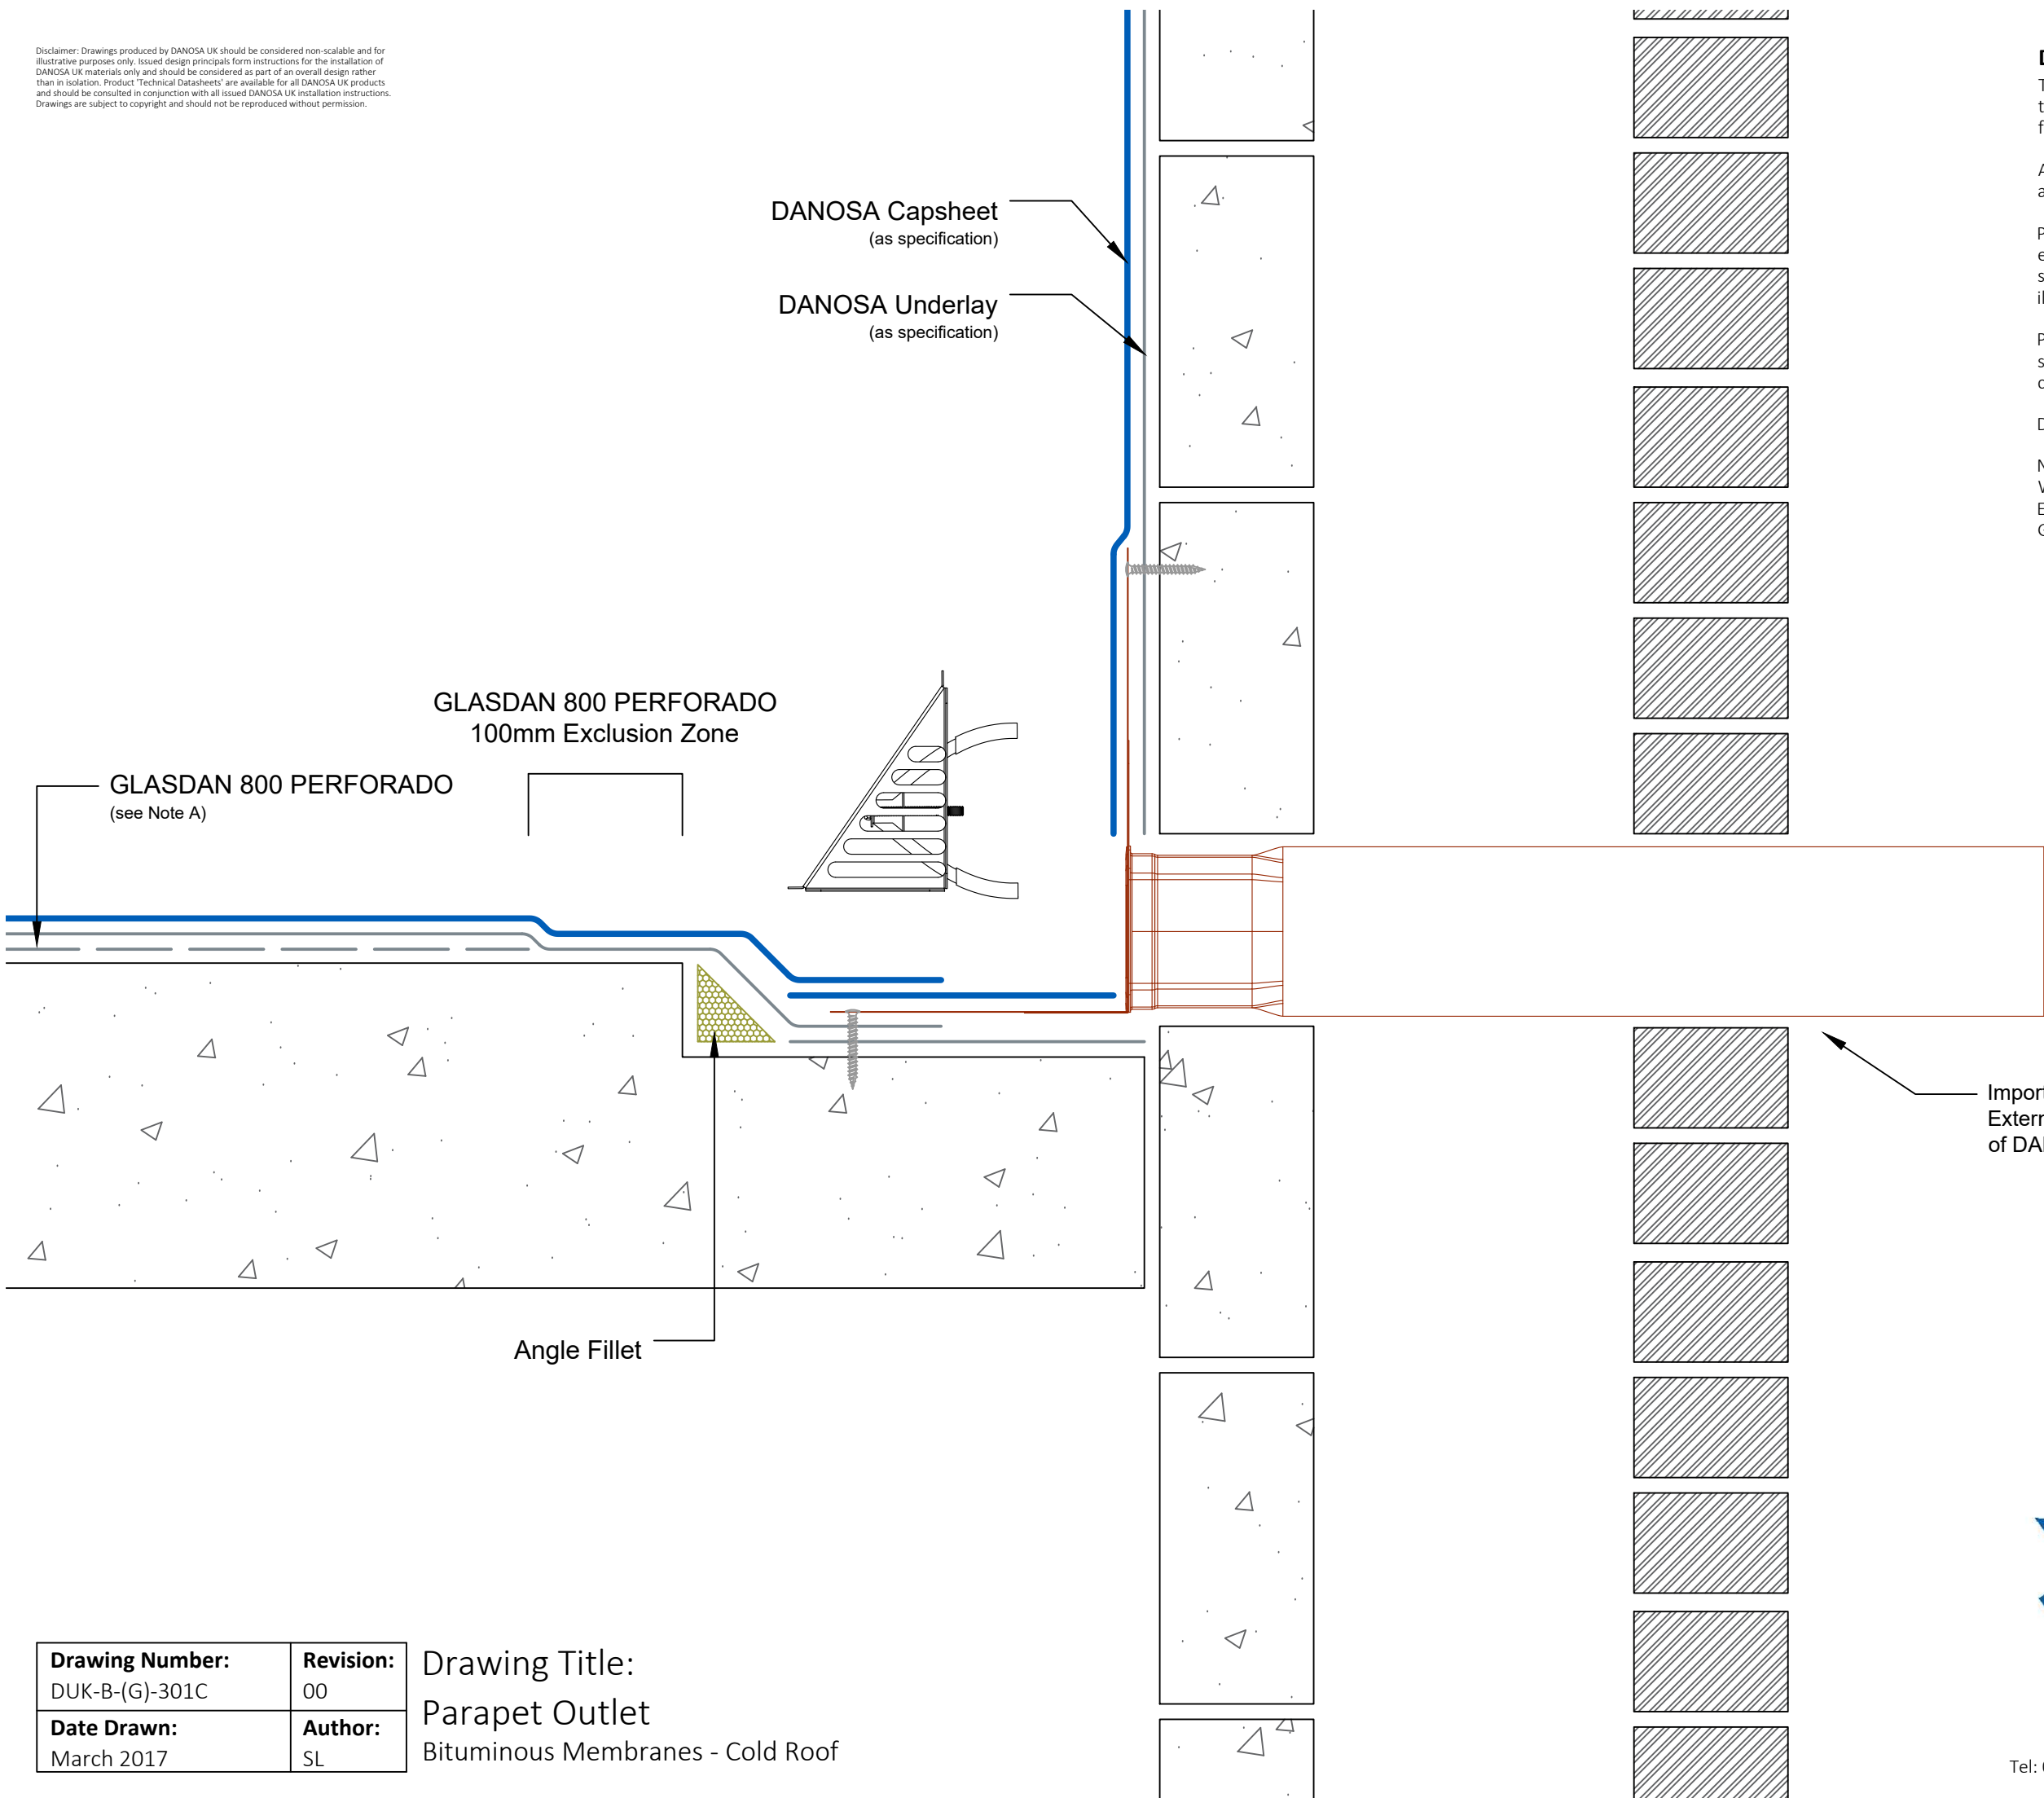 Disclaimer: Drawings produced by DANOSA UK should be considered non-scalable and for
illustrative purposes only. Issued design principals form instructions for the installation of
DANOSA UK materials only and should be considered as part of an overall design rather
than in isolation. Product 'Technical Datasheets' are available for all DANOSA UK products
and should be consulted in conjunction with all issued DANOSA UK installation instructions.
Drawings are subject to copyright and should not be reproduced without permission.
DANOSA Capsheet
(as specification)
DANOSA Underlay
(as specification)
GLASDAN 800 PERFORADO
100mm Exclusion Zone
GLASDAN 800 PERFORADO
(see Note A)
Angle Fillet
of
Drawing Number:
DUK-B-(G)-301C
Revision:
00
Date Drawn:
March 2017
Author:
SL
Drawing Title:
Parapet Outlet
Bituminous Membranes - Cold Roof
Tel: